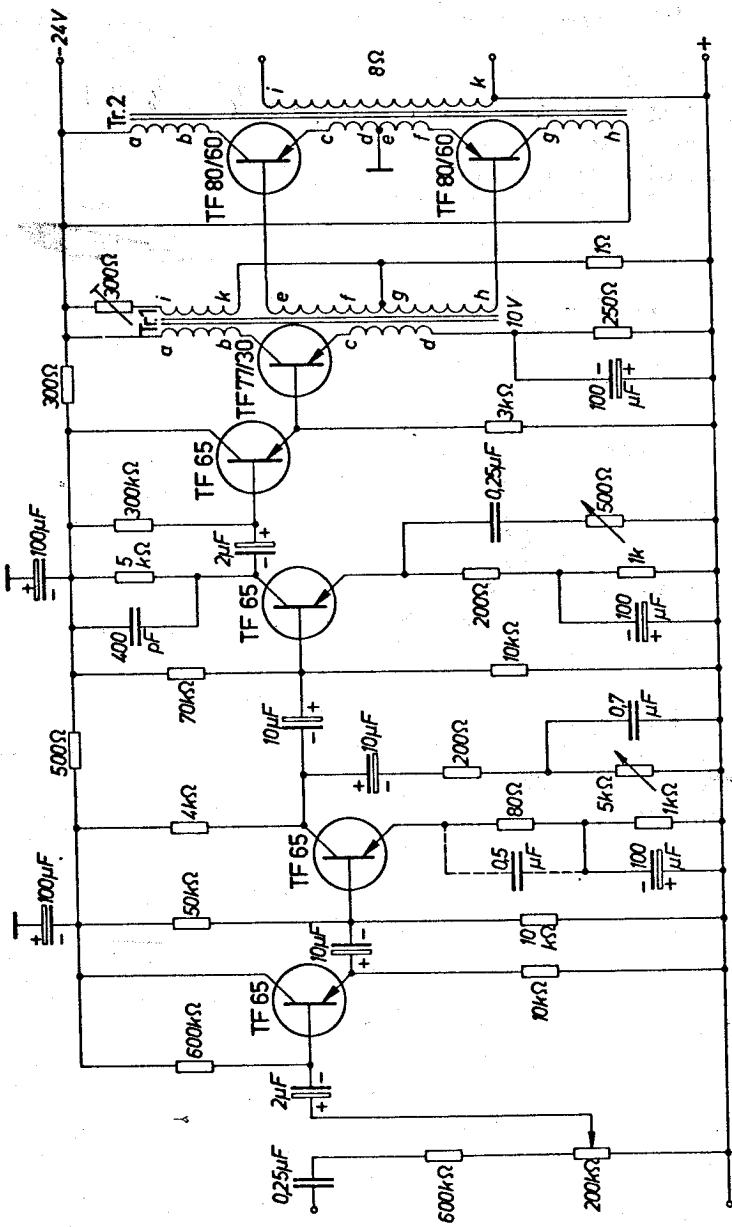 100µF
+
-
100µF
+
-
500Ω
300Ω
-24V
600kΩ
50kΩ
4kΩ
70kΩ
400
pF
5
kΩ
300kΩ
300Ω
Tr.1
Tr.2
a
b
c
d
i
k
e
f
g
h
a
b
c
d
e
f
g
h
i
k
8Ω
0,25µF
2µF
+
-
TF 65
10µF
+
-
TF 65
10µF
-
+
TF 65
2µF
-
+
TF 65
TF 77/30
TF 80/60
TF 80/60
10µF
+
-
600kΩ
200kΩ
10kΩ
10
kΩ
0,5
µF
80Ω
100
µF
-
+
1kΩ
200Ω
5kΩ
0,7
µF
10kΩ
200Ω
100
µF
-
+
1k
0,25µF
500Ω
3kΩ
10V
100
µF
-
+
250Ω
1Ω
+